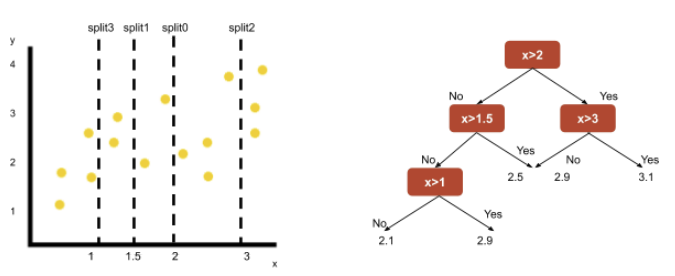 split3 split1 split0 split2
y
4
3
2
1
1 1.5 2 3
x
x>2
No Yes
x>1.5 x>3
No Yes No Yes
2.5 2.9 3.1
x>1
No Yes
2.1 2.9